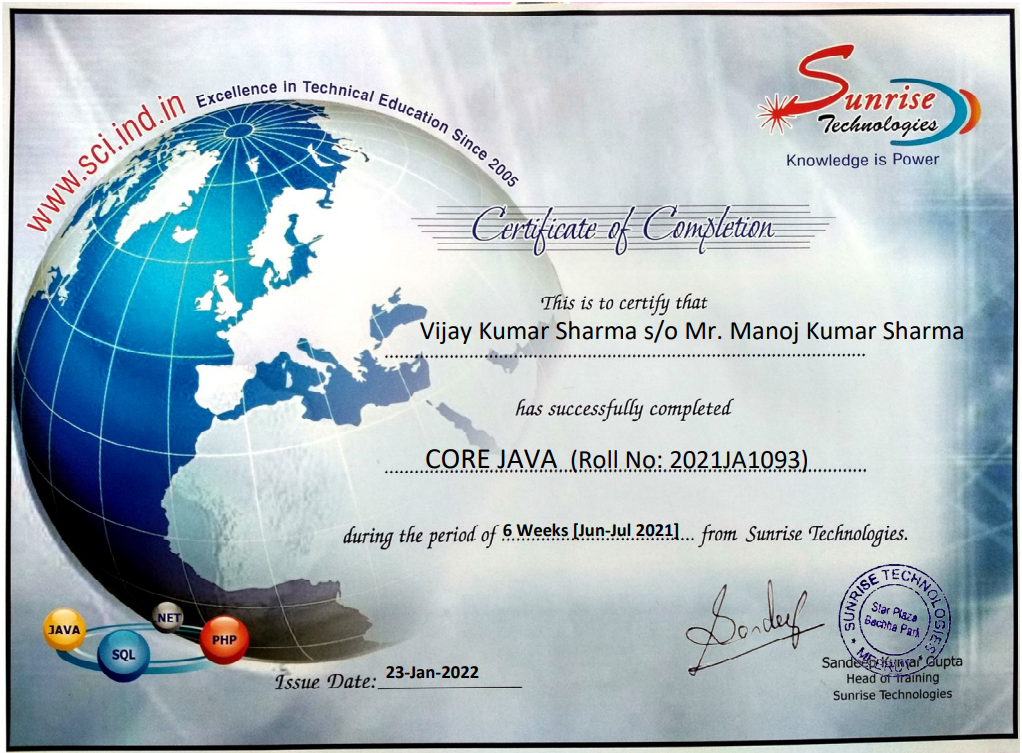 www.sci.ind.in
Excellence in Technical Education Since 2005
Sunrise
Technologies
Knowledge is Power
Certificate of Completion
This is to certify that
Vijay Kumar Sharma s/o Mr. Manoj Kumar Sharma
has successfully completed
CORE JAVA (Roll No: 2021JA1093)
during the period of 6 Weeks [Jun-Jul 2021] from Sunrise Technologies.
JAVA
SQL
.NET
PHP
Issue Date: 23-Jan-2022
Sandeep
SUNRISE TECHNOLOGIES
Star Plaza
Bachha Park
* MEERUT *
Sandeep Kumar Gupta
Head of Training
Sunrise Technologies